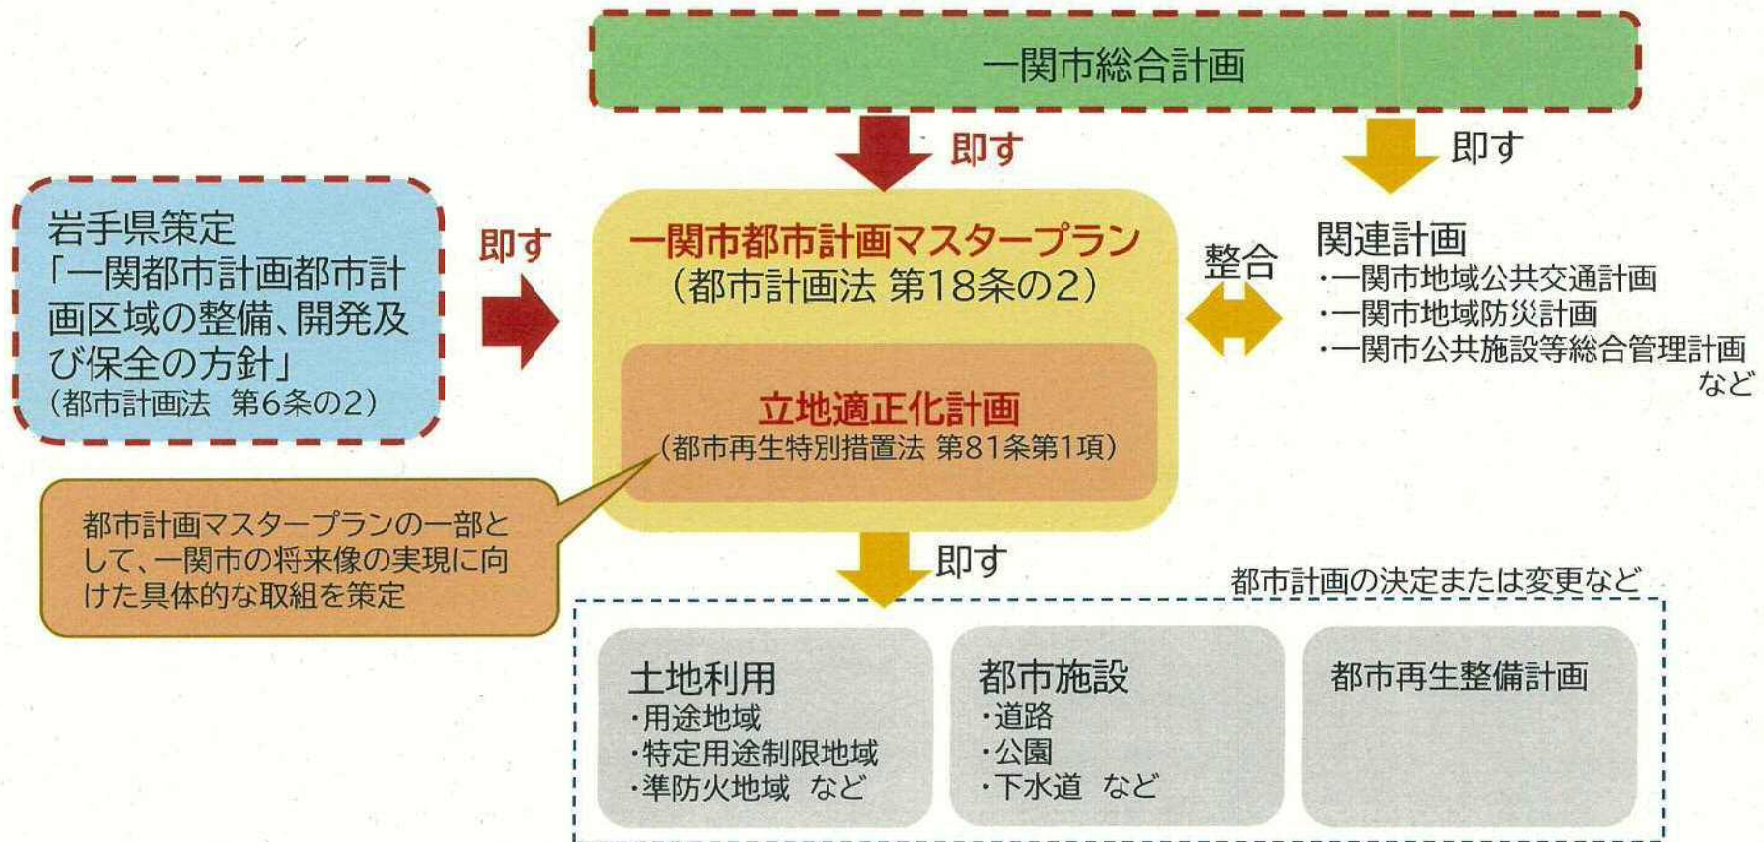 一関市総合計画
即す
即す
岩手県策定
「一関都市計画都市計
画区域の整備、開発及
び保全の方針」
(都市計画法 第6条の2)
即す
一関市都市計画マスタープラン
(都市計画法 第18条の2)
立地適正化計画
(都市再生特別措置法 第81条第1項)
整合
関連計画
・一関市地域公共交通計画
・一関市地域防災計画
・一関市公共施設等総合管理計画
など
都市計画マスタープランの一部と
して、一関市の将来像の実現に向
けた具体的な取組を策定
即す
都市計画の決定または変更など
土地利用
・用途地域
・特定用途制限地域
・準防火地域 など
都市施設
・道路
・公園
・下水道 など
都市再生整備計画